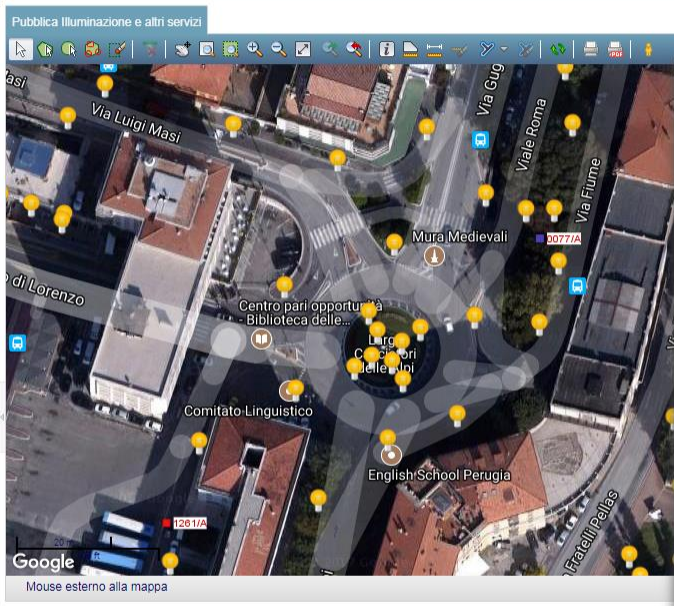 Pubblica Illuminazione e altri servizi
Masi
Via Luigi Masi
Via Gug
Viale Roma
Via Fiume
Mura Medievali
0077/A
o di Lorenzo
Centro pari opportunità
- Biblioteca delle...
Largo
Cacciatori
delle Alpi
Comitato Linguistico
English School Perugia
1261/A
Fratelli Pellas
20 m
ft
Google
Mouse esterno alla mappa